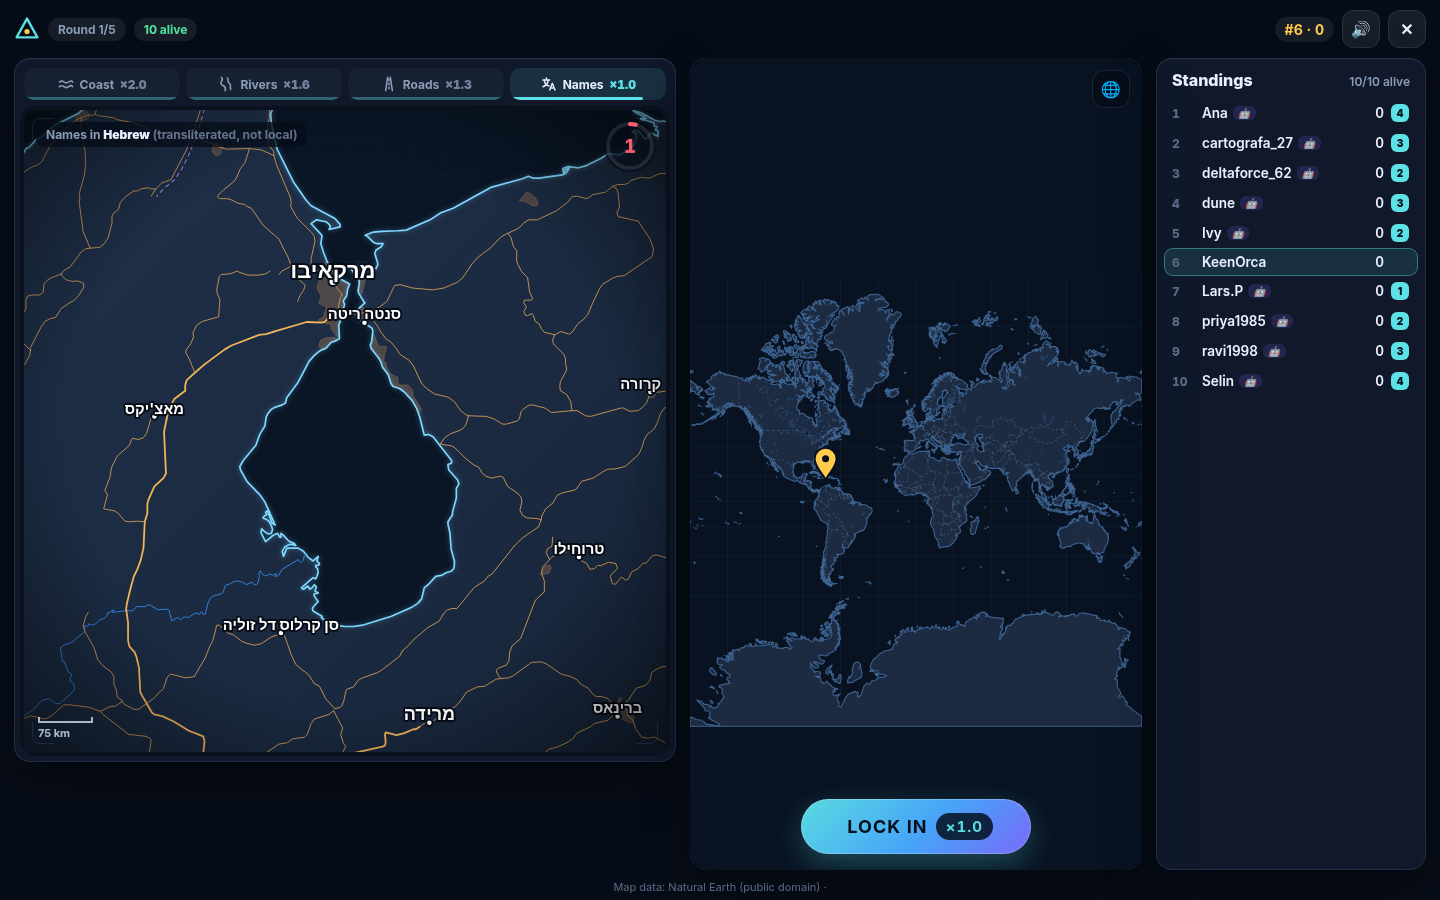 Round 1/5
10 alive
#6 · 0
Coast ×2.0
Rivers ×1.6
Roads ×1.3
Names ×1.0
Names in Hebrew (transliterated, not local)
1
מרקאיבו
סנטה ריטה
קרורה
מאצ'יקס
טרוחילו
סן קרלוס דל זוליה
מרידה
ברינאס
75 km
LOCK IN ×1.0
Standings
10/10 alive
1 Ana 0 4
2 cartografa_27 0 3
3 deltaforce_62 0 2
4 dune 0 3
5 Ivy 0 2
6 KeenOrca 0
7 Lars.P 0 1
8 priya1985 0 2
9 ravi1998 0 3
10 Selin 0 4
Map data: Natural Earth (public domain) ·